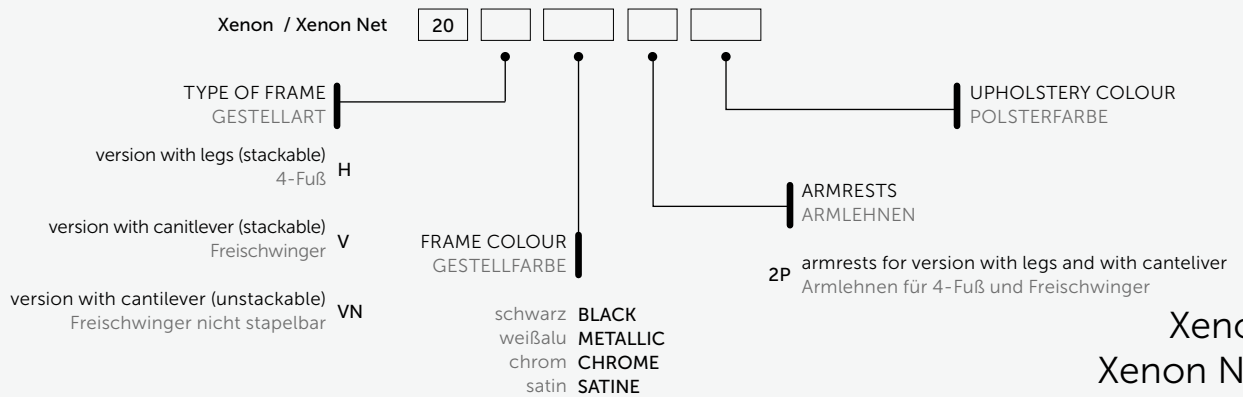 Xenon / Xenon Net 20
TYPE OF FRAME
GESTELLART
version with legs (stackable)
4-Fuß
H
version with canitlever (stackable)
Freischwinger
V
version with cantilever (unstackable)
Freischwinger nicht stapelbar
VN
FRAME COLOUR
GESTELLFARBE
schwarz BLACK
weißalu METALLIC
chrom CHROME
satin SATINE
UPHOLSTERY COLOUR
POLSTERFARBE
ARMRESTS
ARMLEHNEN
2P armrests for version with legs and with canteliver
Armlehnen für 4-Fuß und Freischwinger
Xeno
Xenon N